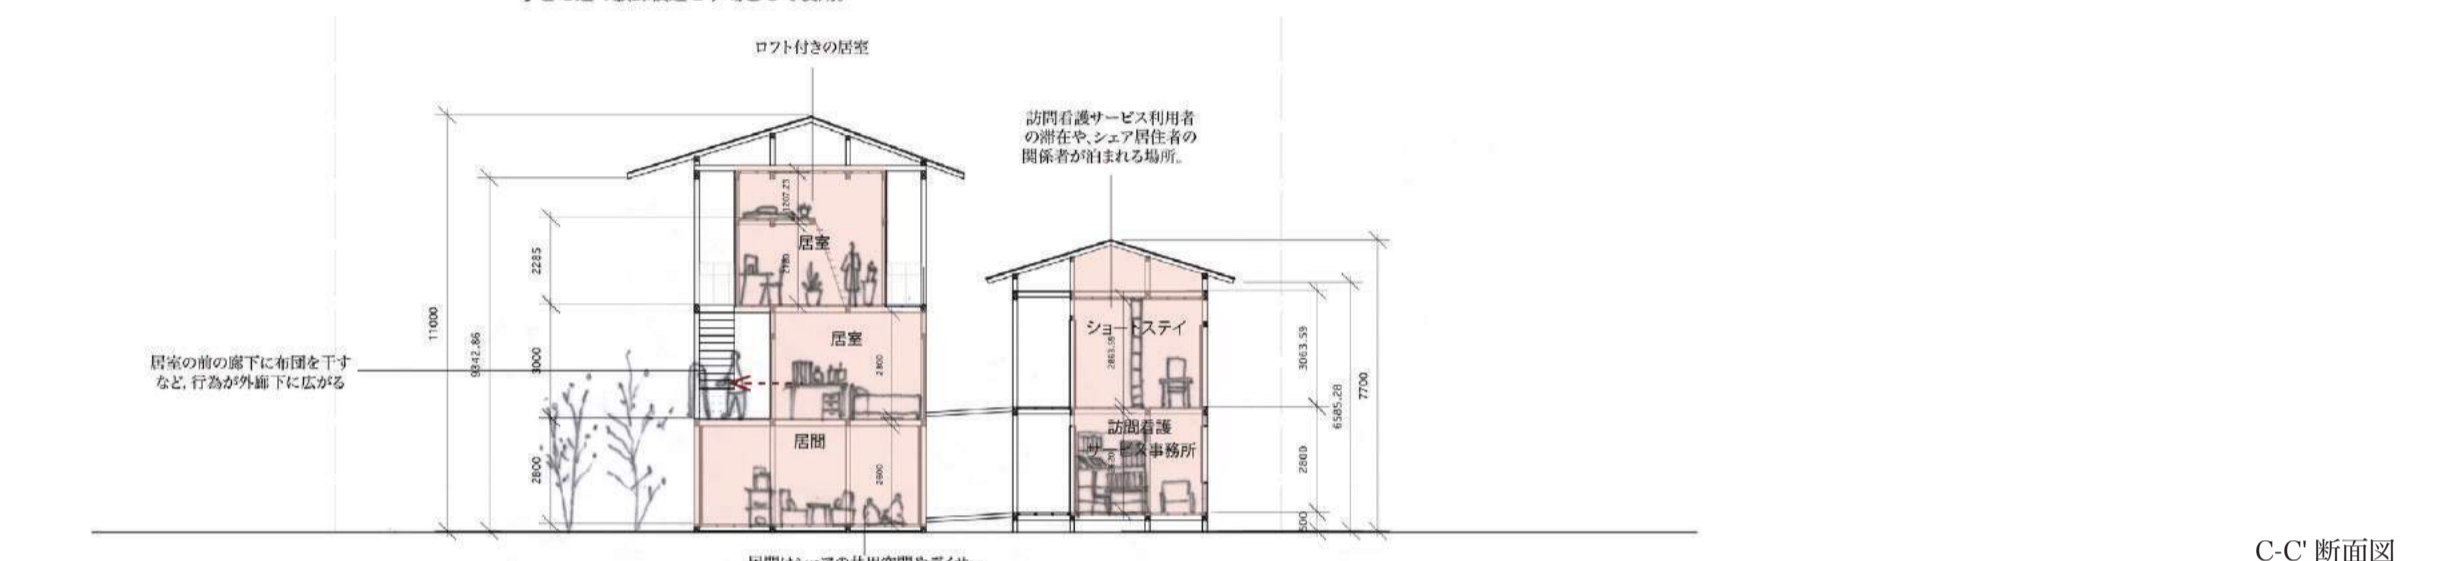 ロフト付きの居室
訪問看護サービス利用者
の滞在や、シェア居住者の
関係者が泊まれる場所。
居室の前の廊下に布団を干す
など、行為が外廊下に広がる
11000
9342.86
2285
3000
2800
居室
居室
2800
居間
2600
ショートステイ
2863.59
訪問看護
サービス事務所
3063.59
2800
500
6585.28
7700
C-C' 断面図